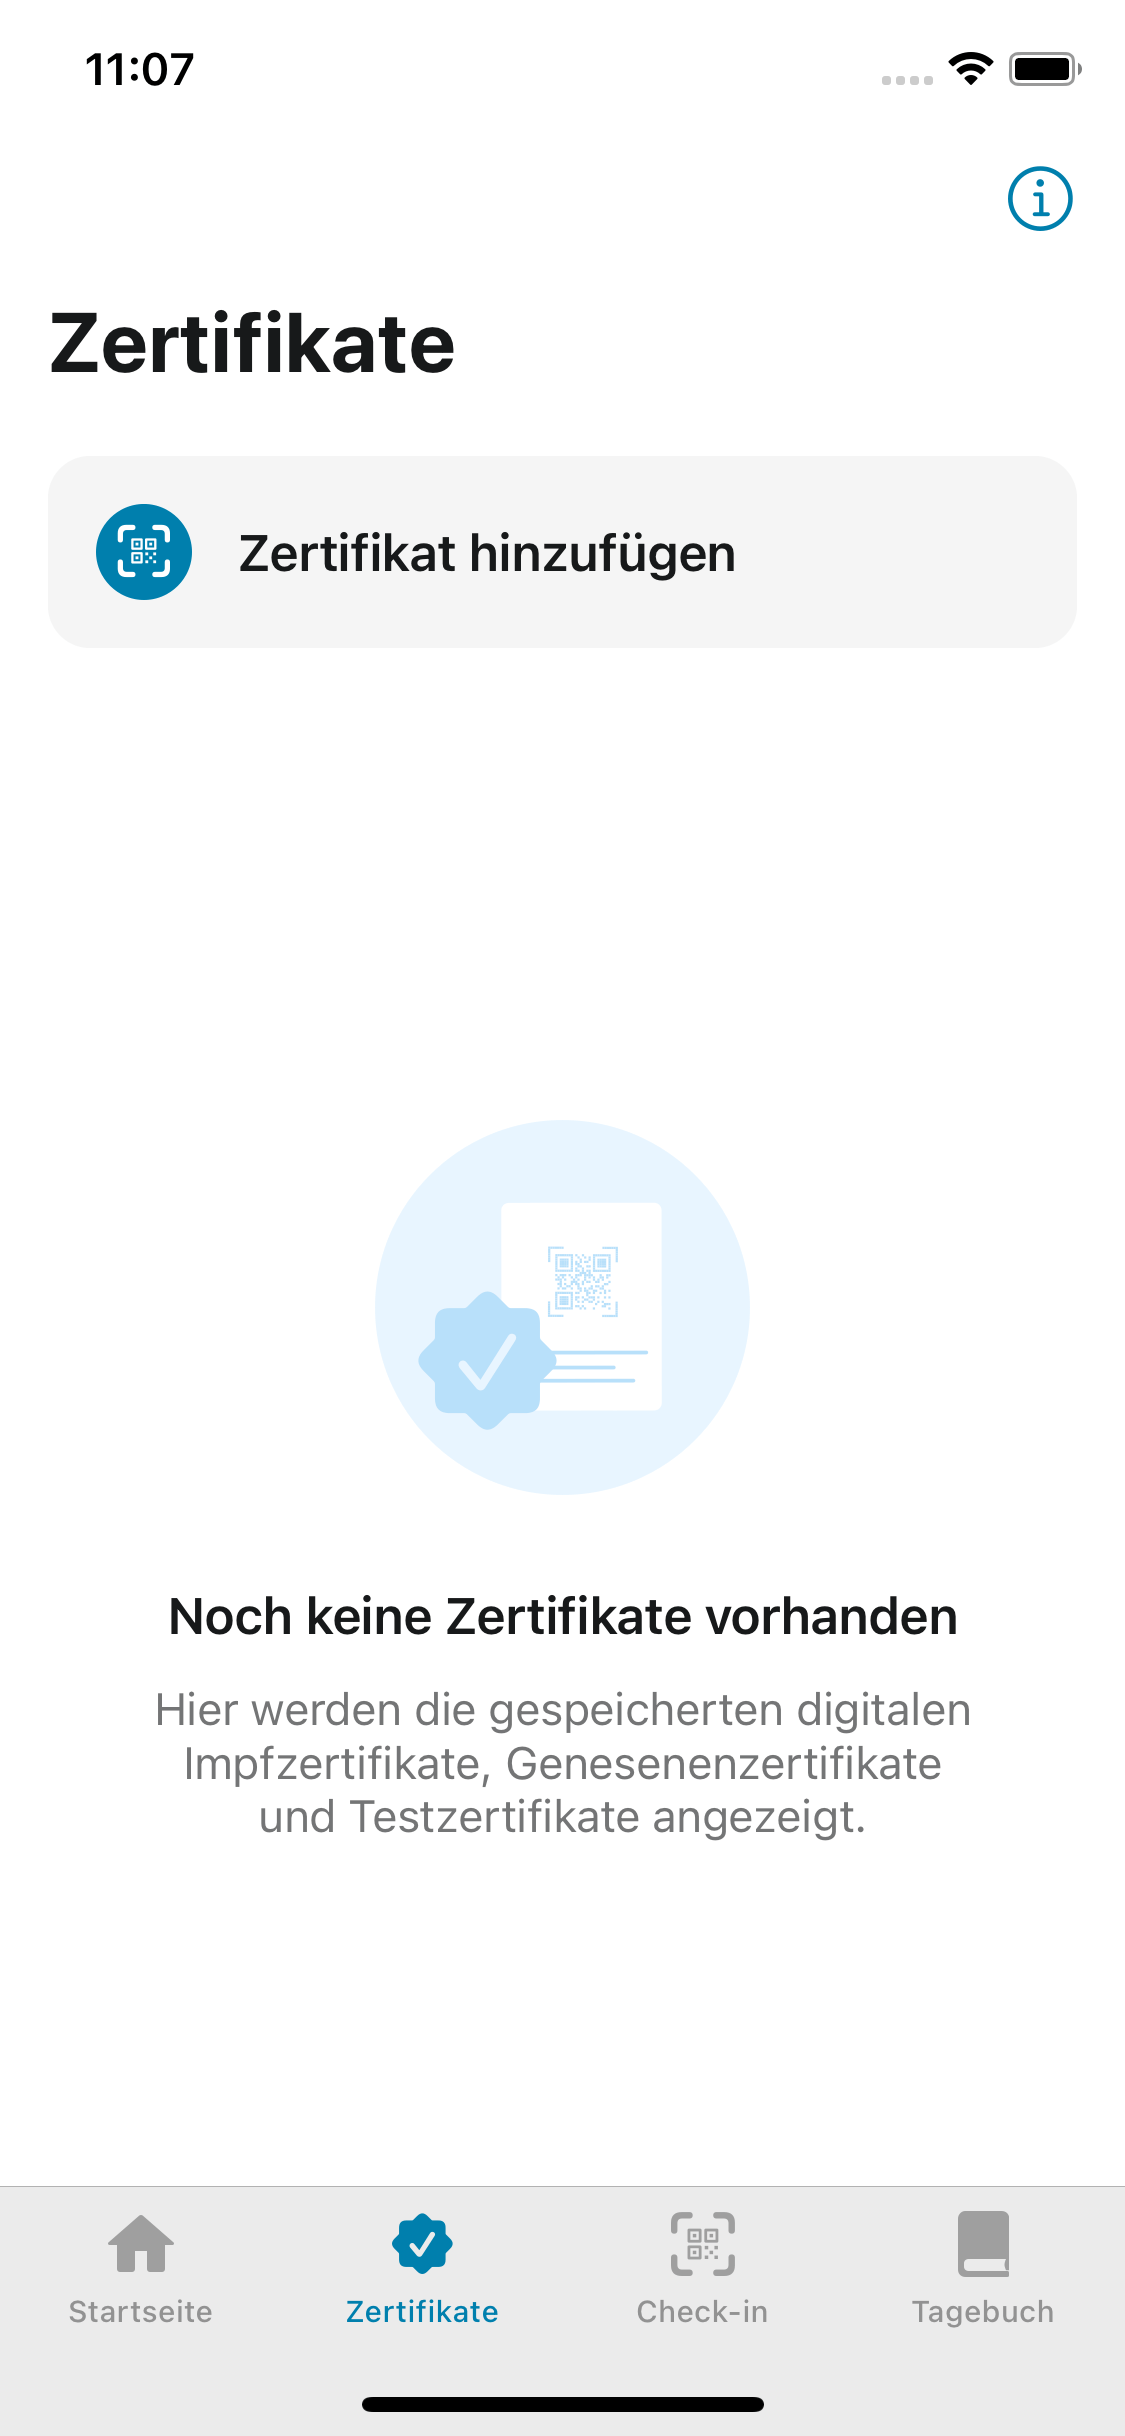 11:07
Zertifikate
Zertifikat hinzufügen
Noch keine Zertifikate vorhanden
Hier werden die gespeicherten digitalen
Impfzertifikate, Genesenenzertifikate
und Testzertifikate angezeigt.
Startseite
Zertifikate
Check-in
Tagebuch